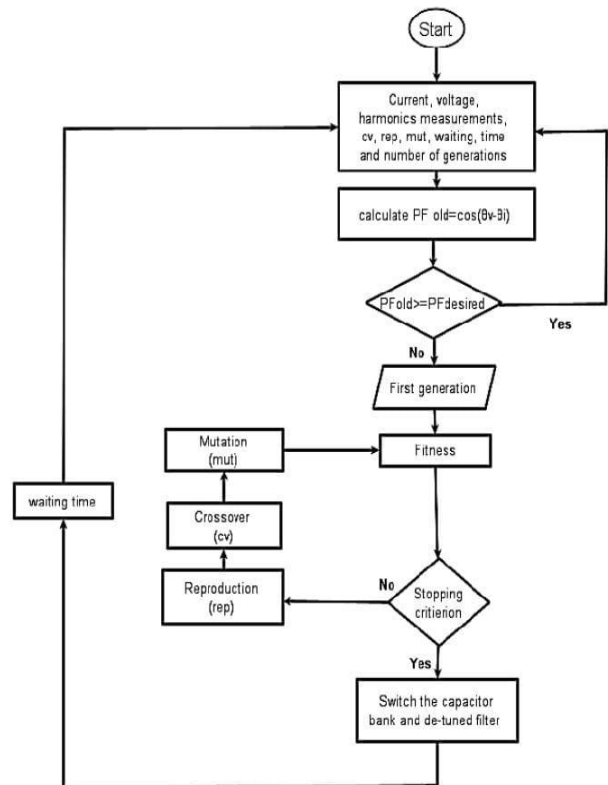 Start
Current, voltage,
harmonics measurements,
cv, rep, mut, waiting, time
and number of generations
calculate PF old=cos(θv-θi)
PFold>=PFdesired
Yes
No
First generation
Mutation
(mut)
Fitness
waiting time
Crossover
(cv)
Reproduction
(rep)
No
Stopping
critierion
Yes
Switch the capacitor
bank and de-tuned filter